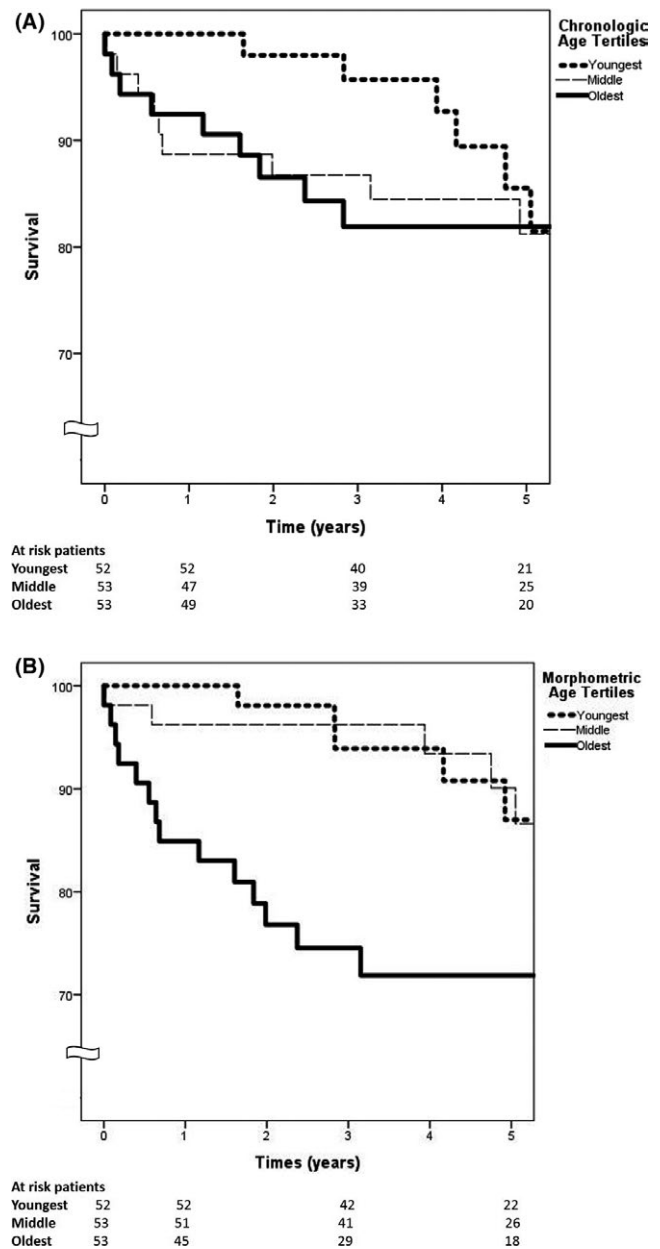 (A)
Chronologic
Age Tertiles
Youngest
Middle
Oldest
100
90
80
70
Survival
0 1 2 3 4 5
Time (years)
At risk patients
Youngest 52 52 40 21
Middle 53 47 39 25
Oldest 53 49 33 20
(B)
Morphometric
Age Tertiles
Youngest
Middle
Oldest
100
90
80
70
Survival
0 1 2 3 4 5
Times (years)
At risk patients
Youngest 52 52 42 22
Middle 53 51 41 26
Oldest 53 45 29 18